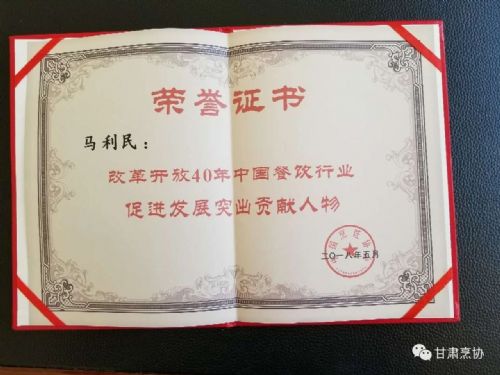 荣誉证书
马利民：
改革开放40年中国餐饮行业
促进发展突出贡献人物
二〇一八年五月
甘肃烹协